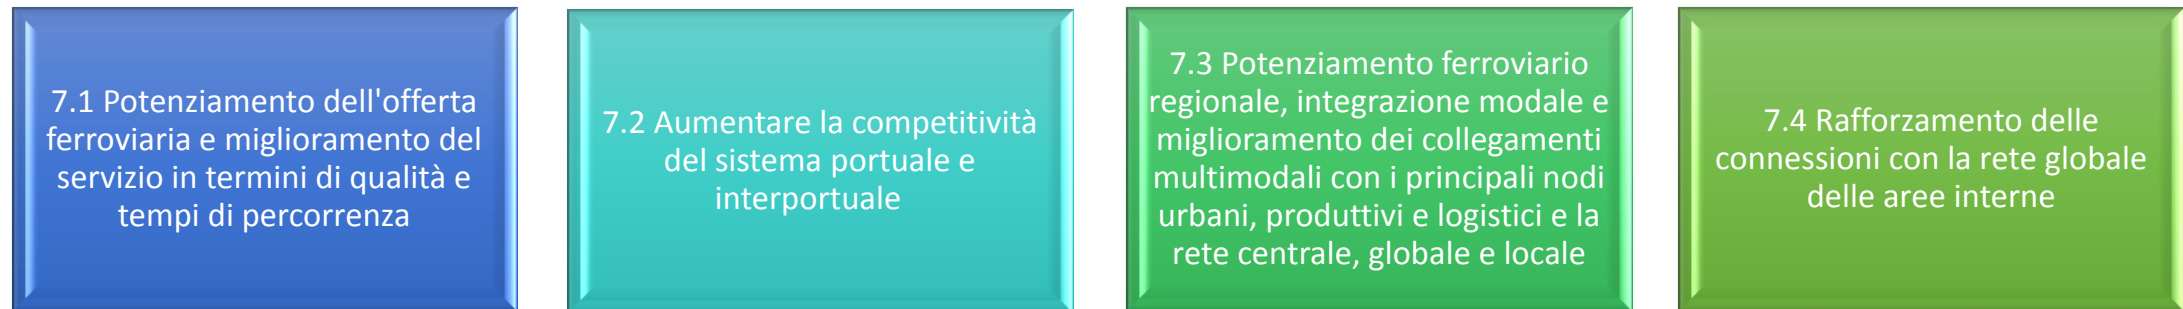 7.1 Potenziamento dell'offerta
ferroviaria e miglioramento del
servizio in termini di qualità e
tempi di percorrenza
7.2 Aumentare la competitività
del sistema portuale e
interportuale
7.3 Potenziamento ferroviario
regionale, integrazione modale e
miglioramento dei collegamenti
multimodali con i principali nodi
urbani, produttivi e logistici e la
rete centrale, globale e locale
7.4 Rafforzamento delle
connessioni con la rete globale
delle aree interne